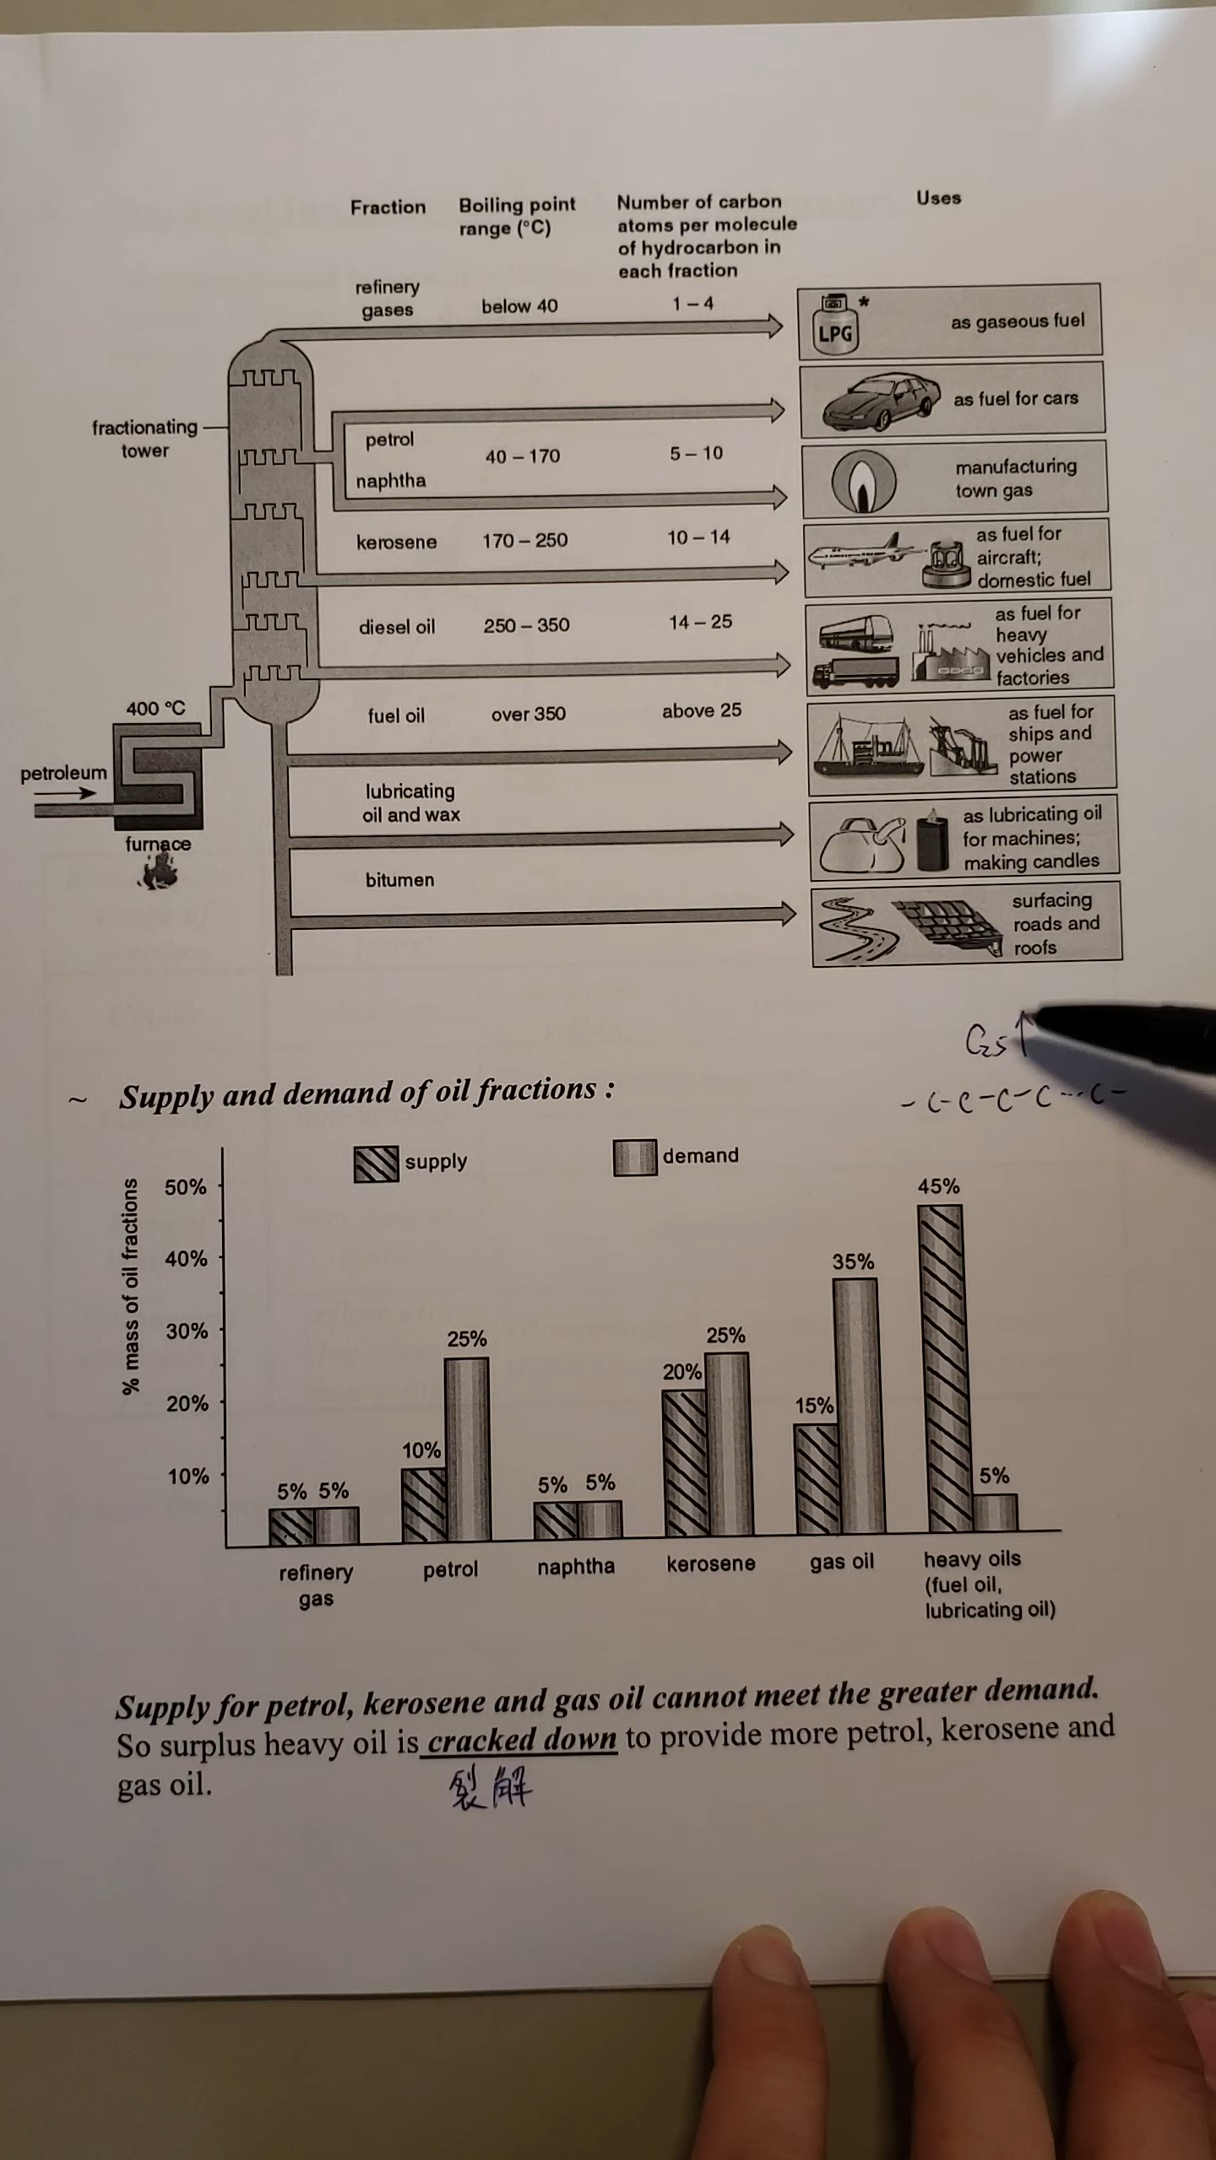 Fraction
Boiling point
range (°C)
Number of carbon
atoms per molecule
of hydrocarbon in
each fraction
Uses
refinery
gases
below 40
1 – 4
LPG
*
as gaseous fuel
fractionating
tower
petrol
naphtha
40 – 170
5 – 10
as fuel for cars
manufacturing
town gas
kerosene
170 – 250
10 – 14
as fuel for
aircraft;
domestic fuel
diesel oil
250 – 350
14 – 25
as fuel for
heavy
vehicles and
factories
400 °C
petroleum
furnace
fuel oil
over 350
above 25
as fuel for
ships and
power
stations
lubricating
oil and wax
as lubricating oil
for machines;
making candles
bitumen
surfacing
roads and
roofs
C25↑
- C - C - C - C ... C -
~ Supply and demand of oil fractions :
supply
demand
% mass of oil fractions
50%
40%
30%
20%
10%
5% 5%
10%
25%
5% 5%
20%
25%
15%
35%
45%
5%
refinery
gas
petrol
naphtha
kerosene
gas oil
heavy oils
(fuel oil,
lubricating oil)
Supply for petrol, kerosene and gas oil cannot meet the greater demand.
So surplus heavy oil is cracked down to provide more petrol, kerosene and
gas oil.
裂解